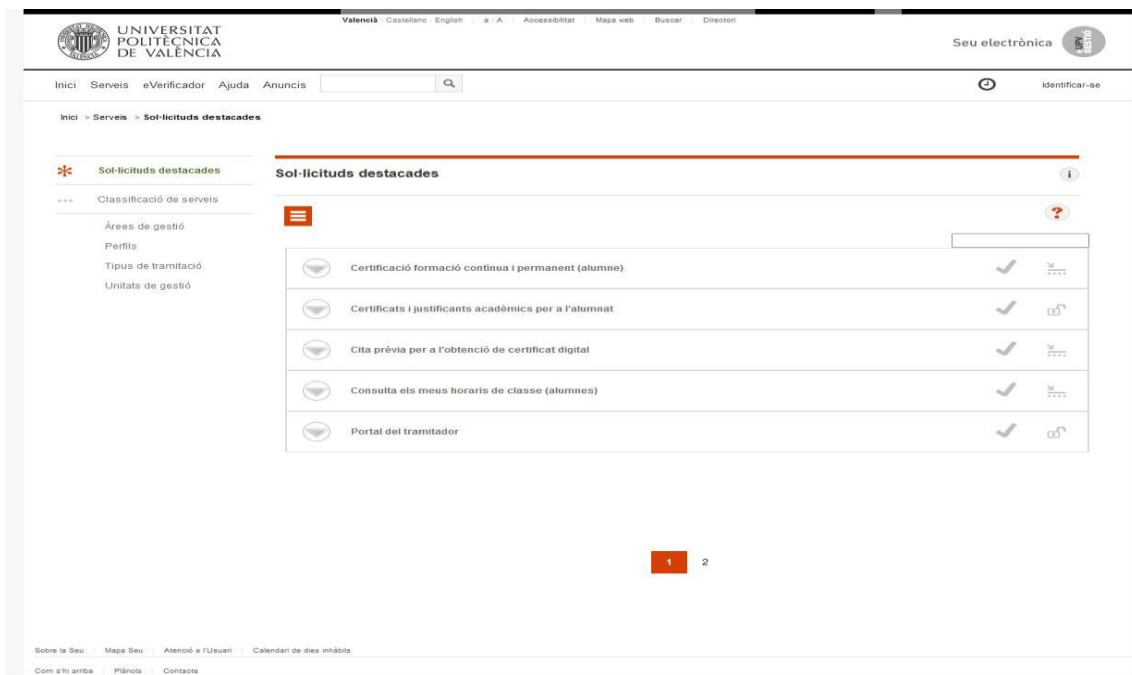 Valencià · Castellano · English | a · A | Accessibilitat | Mapa web | Buscar | Directori
UNIVERSITAT
POLITÈCNICA
DE VALÈNCIA
Seu electrònica
UPV
GESTIÓ
Inici Serveis eVerificador Ajuda Anuncis
Identificar-se
Inici > Serveis > Sol·licituds destacades
Sol·licituds destacades
Classificació de serveis
Àrees de gestió
Perfils
Tipus de tramitació
Unitats de gestió
Sol·licituds destacades
i
?
Certificació formació contínua i permanent (alumne)
Certificats i justificants acadèmics per a l'alumnat
Cita prèvia per a l'obtenció de certificat digital
Consulta els meus horaris de classe (alumnes)
Portal del tramitador
1 2
Sobre la Seu | Mapa Seu | Atenció a l'Usuari | Calendari de dies inhàbils
Com s'hi arriba | Plànols | Contacte